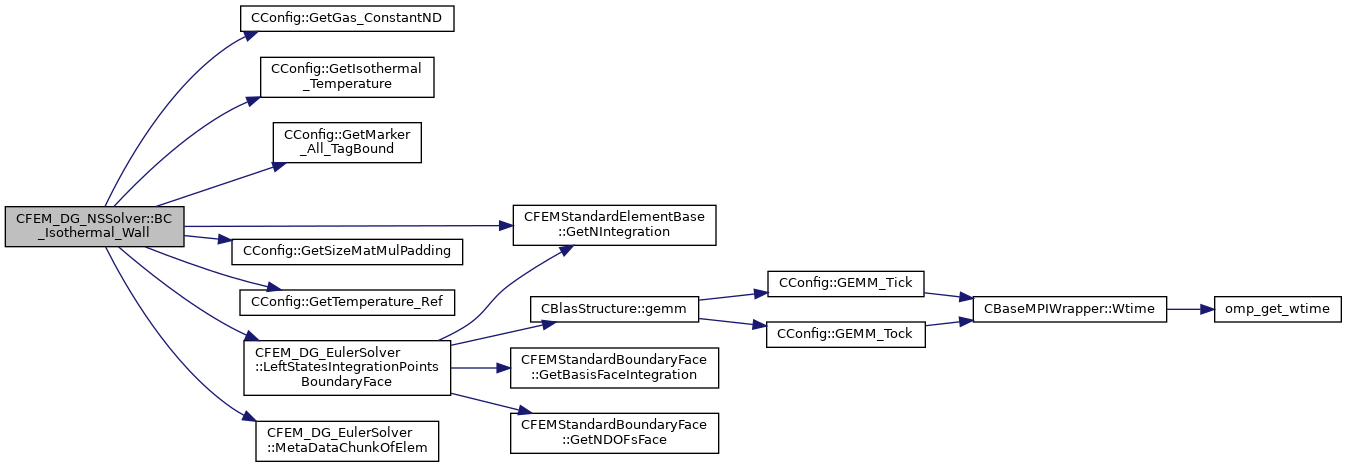 CConfig::GetGas_ConstantND
CConfig::GetIsothermal
_Temperature
CConfig::GetMarker
_All_TagBound
CFEM_DG_NSSolver::BC
_Isothermal_Wall
CFEMStandardElementBase
::GetNIntegration
CConfig::GetSizeMatMulPadding
CConfig::GetTemperature_Ref
CBlasStructure::gemm
CConfig::GEMM_Tick
CConfig::GEMM_Tock
CBaseMPIWrapper::Wtime
omp_get_wtime
CFEM_DG_EulerSolver
::LeftStatesIntegrationPoints
BoundaryFace
CFEMStandardBoundaryFace
::GetBasisFaceIntegration
CFEMStandardBoundaryFace
::GetNDOFsFace
CFEM_DG_EulerSolver
::MetaDataChunkOfElem